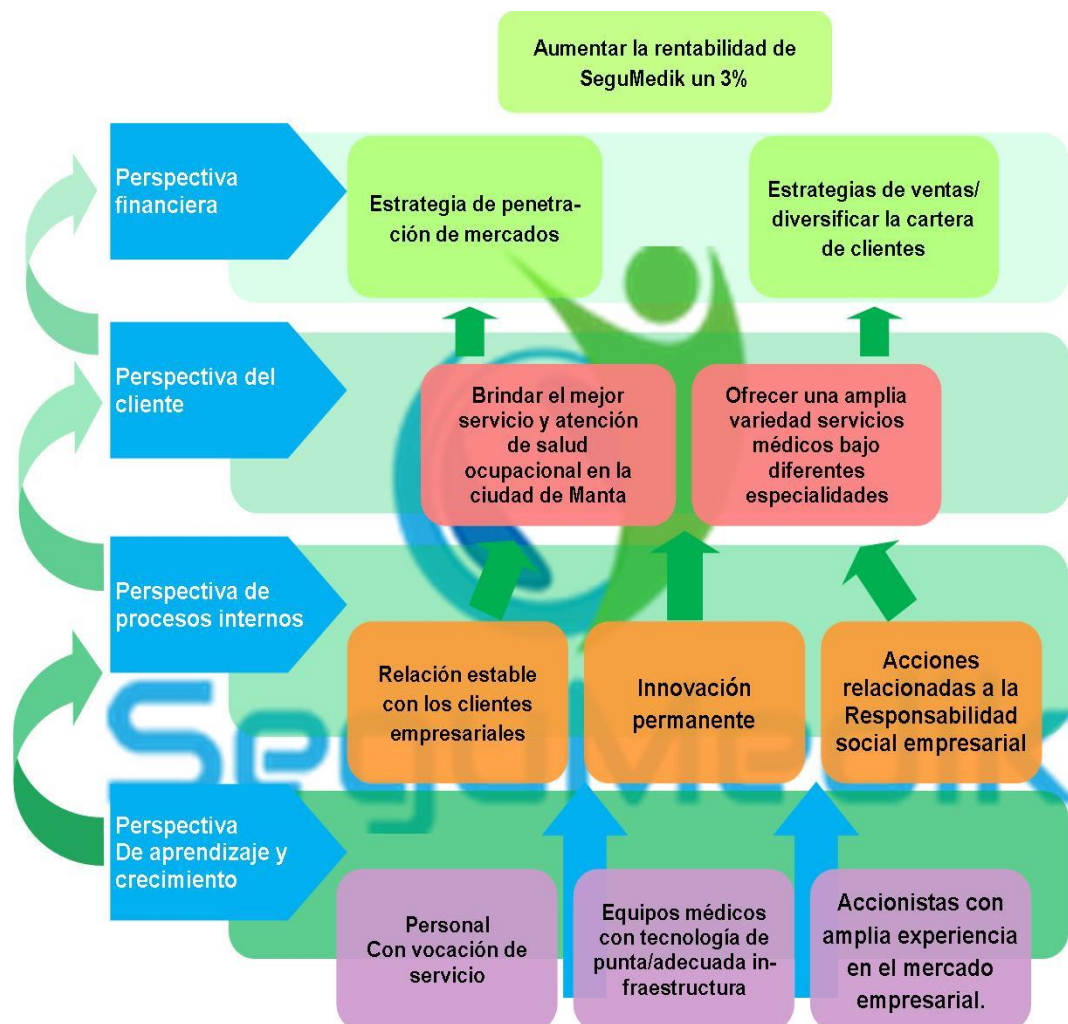 Aumentar la rentabilidad de
SeguMedik un 3%
Perspectiva
financiera
Estrategia de penetra-
ción de mercados
Estrategias de ventas/
diversificar la cartera
de clientes
Perspectiva del
cliente
Brindar el mejor
servicio y atención
de salud
ocupacional en la
ciudad de Manta
Ofrecer una amplia
variedad servicios
médicos bajo
diferentes
especialidades
Perspectiva de
procesos internos
Relación estable
con los clientes
empresariales
Innovación
permanente
Acciones
relacionadas a la
Responsabilidad
social empresarial
SeguMedik
Perspectiva
De aprendizaje y
crecimiento
Personal
Con vocación de
servicio
Equipos médicos
con tecnología de
punta/adecuada in-
fraestructura
Accionistas con
amplia experiencia
en el mercado
empresarial.